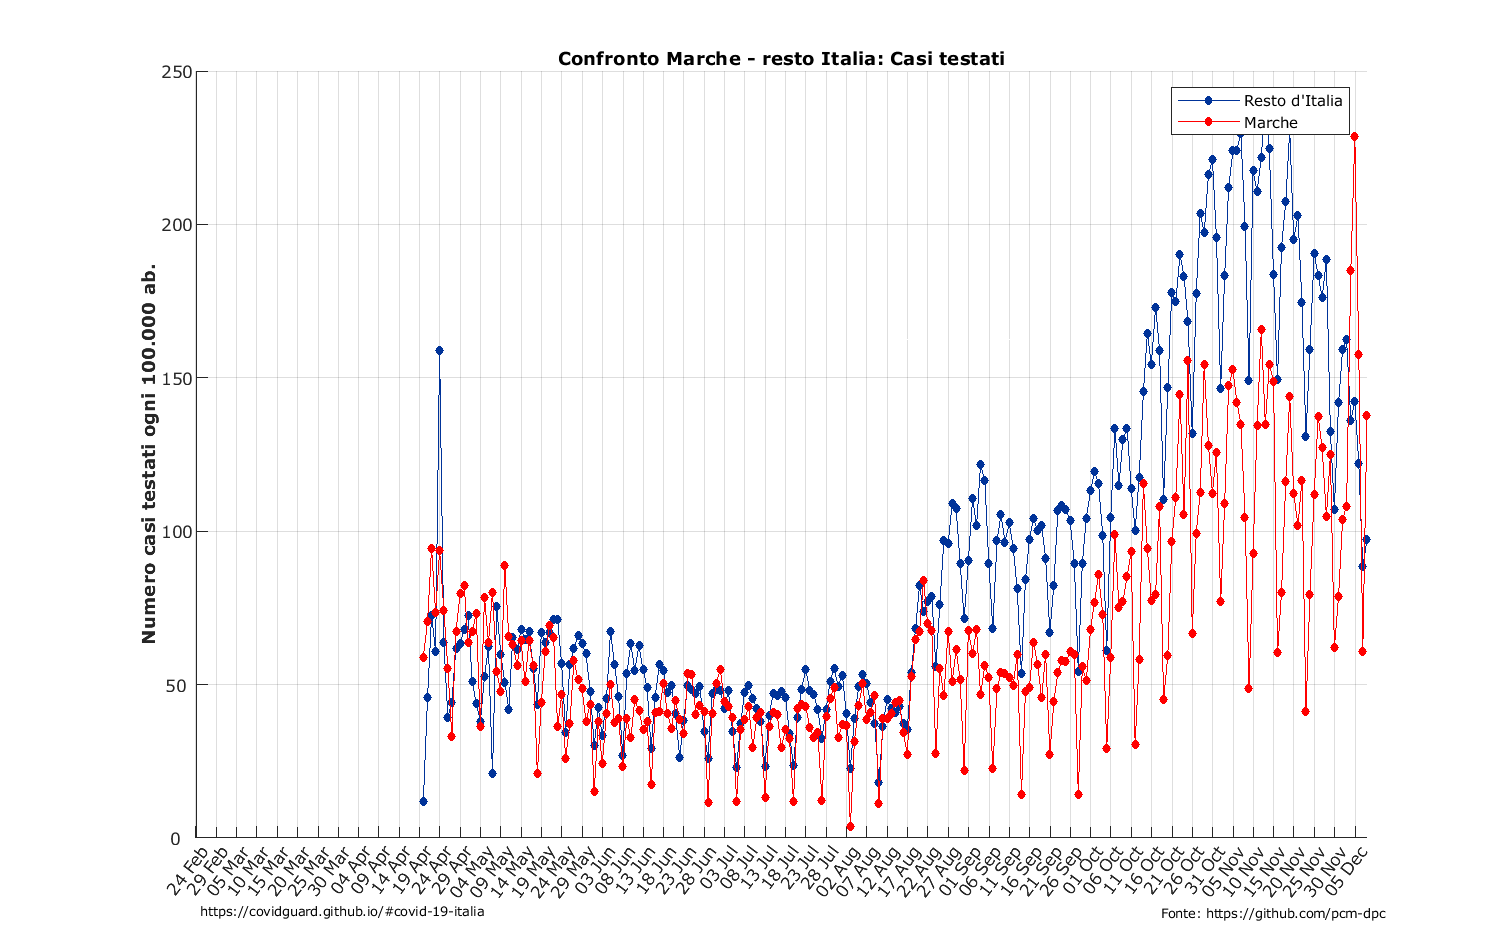 Confronto Marche - resto Italia: Casi testati
Resto d'Italia
Marche
Numero casi testati ogni 100.000 ab.
250
200
150
100
50
0
24 Feb
29 Feb
05 Mar
10 Mar
15 Mar
20 Mar
25 Mar
30 Mar
04 Apr
09 Apr
14 Apr
19 Apr
24 Apr
29 Apr
04 May
09 May
14 May
19 May
24 May
29 May
03 Jun
08 Jun
13 Jun
18 Jun
23 Jun
28 Jun
03 Jul
08 Jul
13 Jul
18 Jul
23 Jul
28 Jul
02 Aug
07 Aug
12 Aug
17 Aug
22 Aug
27 Aug
01 Sep
06 Sep
11 Sep
16 Sep
21 Sep
26 Sep
01 Oct
06 Oct
11 Oct
16 Oct
21 Oct
26 Oct
31 Oct
05 Nov
10 Nov
15 Nov
20 Nov
25 Nov
30 Nov
05 Dec
https://covidguard.github.io/#covid-19-italia
Fonte: https://github.com/pcm-dpc